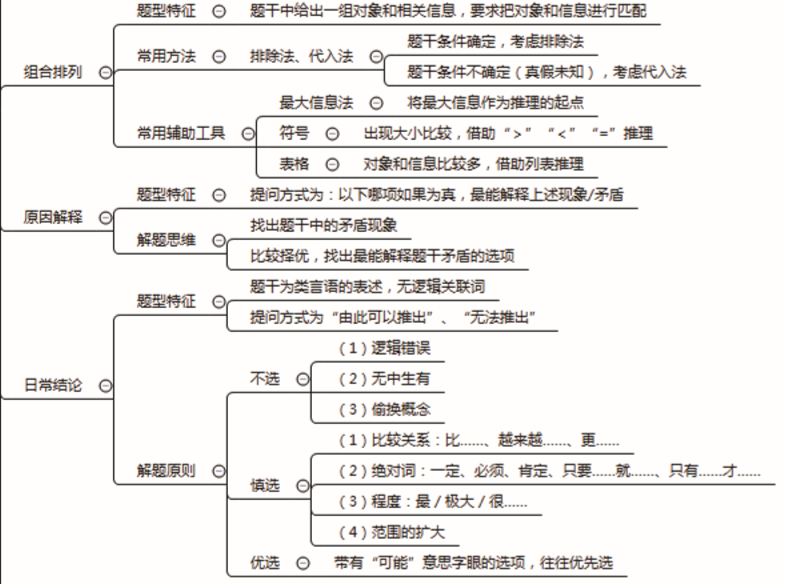 题型特征 题干中给出一组对象和相关信息，要求把对象和信息进行匹配
题干条件确定，考虑排除法
常用方法 排除法、代入法
组合排列
题干条件不确定（真假未知），考虑代入法
最大信息法 将最大信息作为推理的起点
常用辅助工具 符号 出现大小比较，借助“>”“<”“=”推理
表格 对象和信息比较多，借助列表推理
题型特征 提问方式为：以下哪项如果为真，最能解释上述现象/矛盾
原因解释
找出题干中的矛盾现象
解题思维
比较择优，找出最能解释题干矛盾的选项
题干为类言语的表述，无逻辑关联词
题型特征
提问方式为“由此可以推出”、“无法推出”
（1）逻辑错误
日常结论 不选 （2）无中生有
（3）偷换概念
（1）比较关系：比......、越来越......、更......
解题原则 （2）绝对词：一定、必须、肯定、只要......就......、只有......才......
慎选
（3）程度：最／极大／很......
（4）范围的扩大
优选 带有“可能”意思字眼的选项，往往优先选